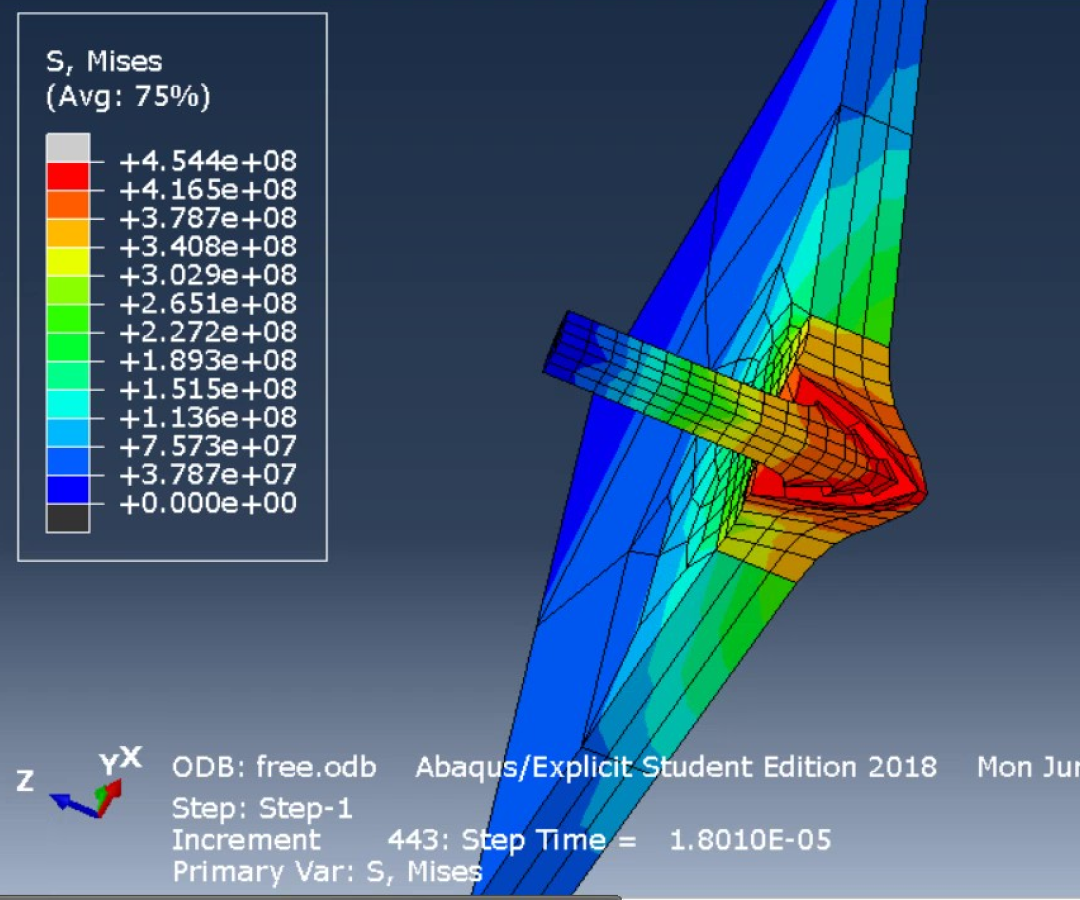 S, Mises
(Avg: 75%)
+4.544e+08
+4.165e+08
+3.787e+08
+3.408e+08
+3.029e+08
+2.651e+08
+2.272e+08
+1.893e+08
+1.515e+08
+1.136e+08
+7.573e+07
+3.787e+07
+0.000e+00
Y X
Z
ODB: free.odb Abaqus/Explicit Student Edition 2018 Mon Jun
Step: Step-1
Increment 443: Step Time = 1.8010E-05
Primary Var: S, Mises